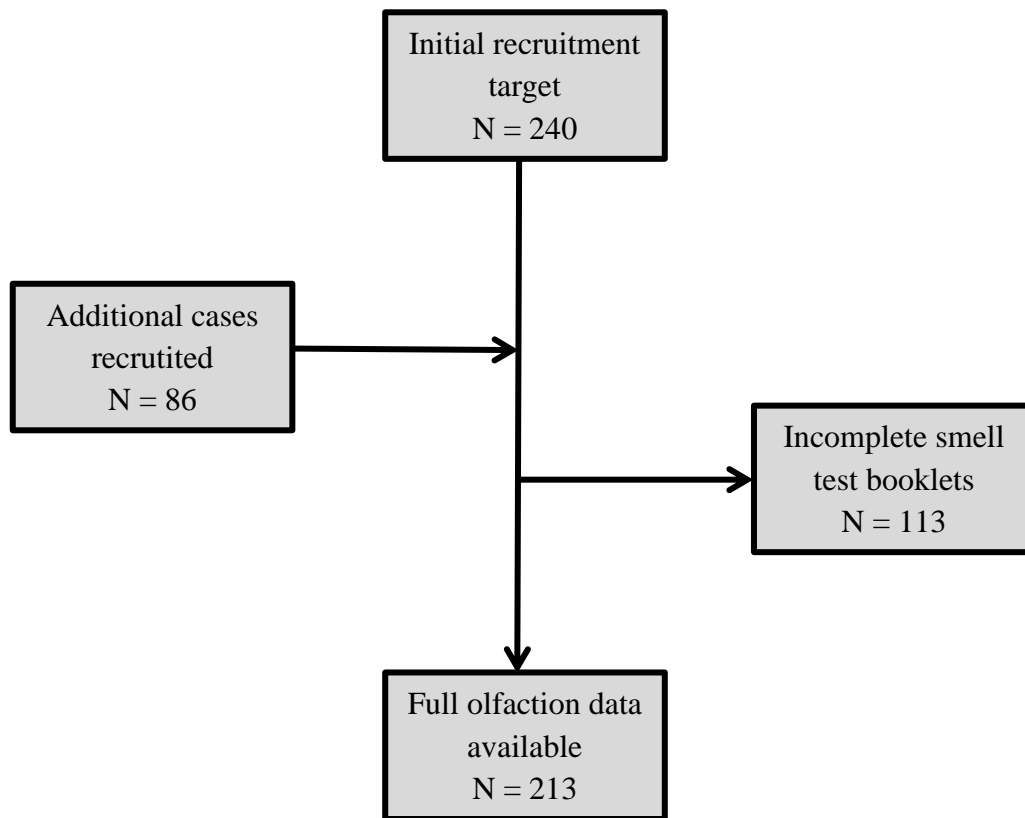 Initial recruitment
target
N = 240
Additional cases
recrutited
N = 86
Incomplete smell
test booklets
N = 113
Full olfaction data
available
N = 213